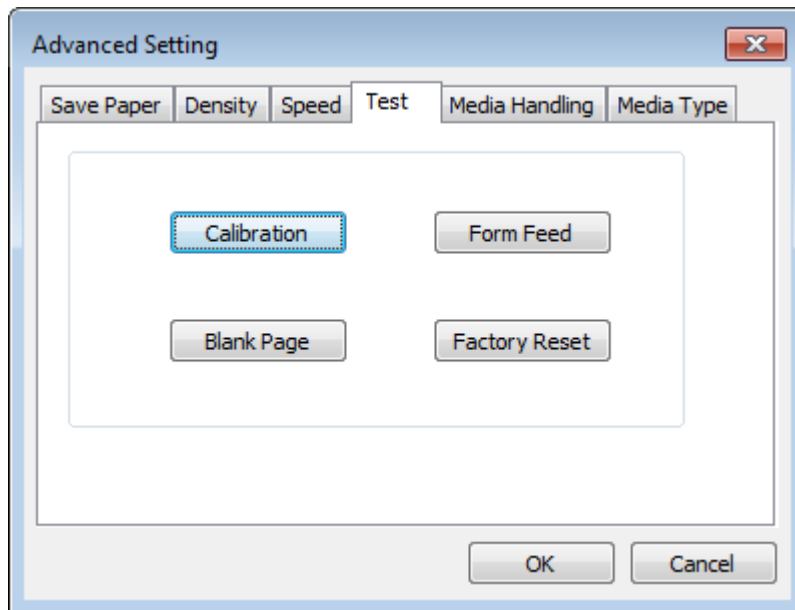 Advanced Setting
Save Paper Density Speed Test Media Handling Media Type
Calibration Form Feed
Blank Page Factory Reset
OK Cancel